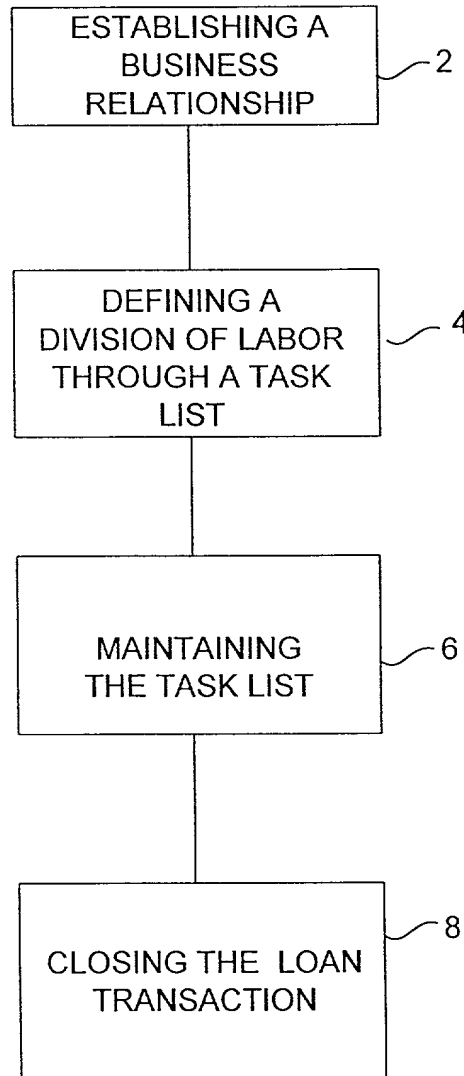 ESTABLISHING A
BUSINESS
RELATIONSHIP
2
DEFINING A
DIVISION OF LABOR
THROUGH A TASK
LIST
4
MAINTAINING
THE TASK LIST
6
CLOSING THE LOAN
TRANSACTION
8